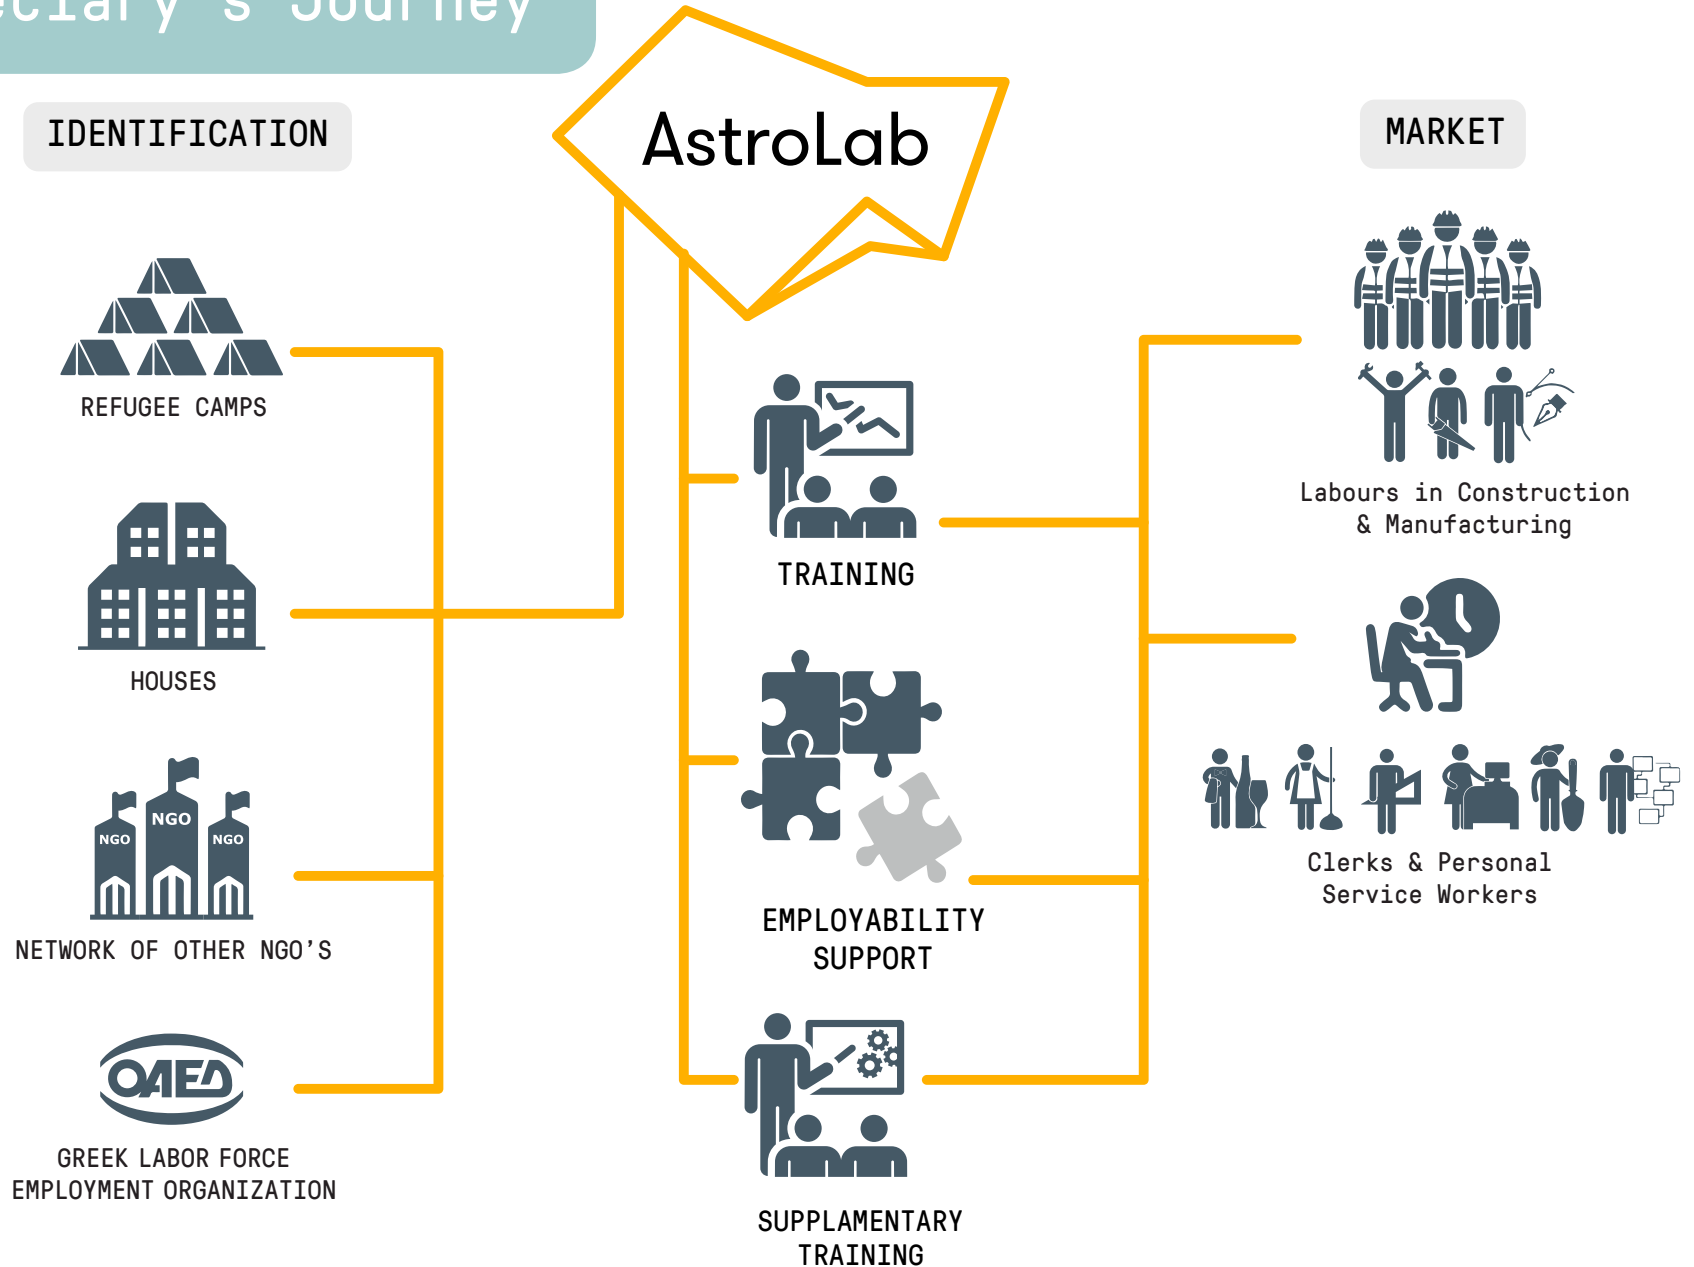 Journey
IDENTIFICATION
AstroLab
MARKET
REFUGEE CAMPS
HOUSES
NGO
NGO
NGO
NETWORK OF OTHER NGO'S
OAED
GREEK LABOR FORCE
EMPLOYMENT ORGANIZATION
TRAINING
EMPLOYABILITY
SUPPORT
SUPPLAMENTARY
TRAINING
Labours in Construction
& Manufacturing
Clerks & Personal
Service Workers